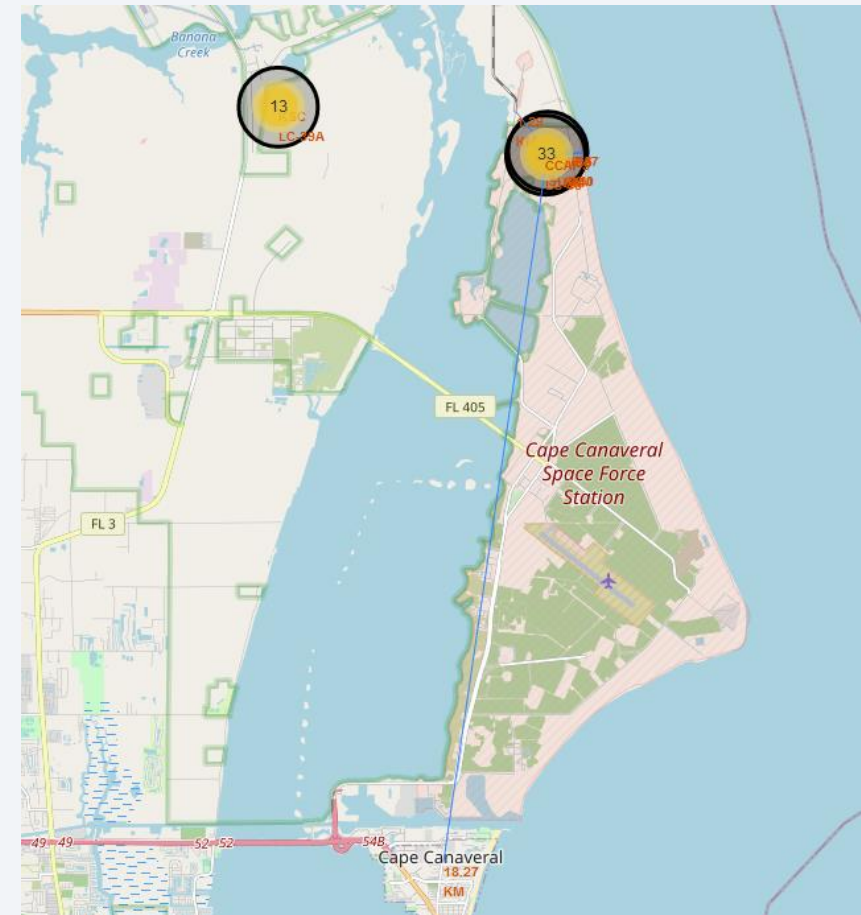 Banana
Creek
13
KSC
LC-39A
33
FL 405
Cape Canaveral
Space Force
Station
FL 3
49 49
52 52
54B
Cape Canaveral
18.27
KM